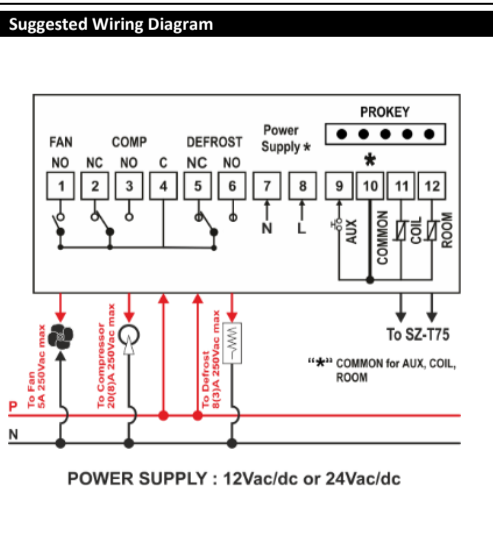 Suggested Wiring Diagram
PROKEY
FAN COMP DEFROST Power Supply *
NO NC NO C NC NO *
1 2 3 4 5 6 7 8 9 10 11 12
N L AUX COMMON COIL ROOM
To Fan
5A 250Vac max
To Compressor
20(8)A 250Vac max
To Defrost
8(3)A 250Vac max
To SZ-T75
"*" COMMON for AUX, COIL,
ROOM
P
N
POWER SUPPLY : 12Vac/dc or 24Vac/dc